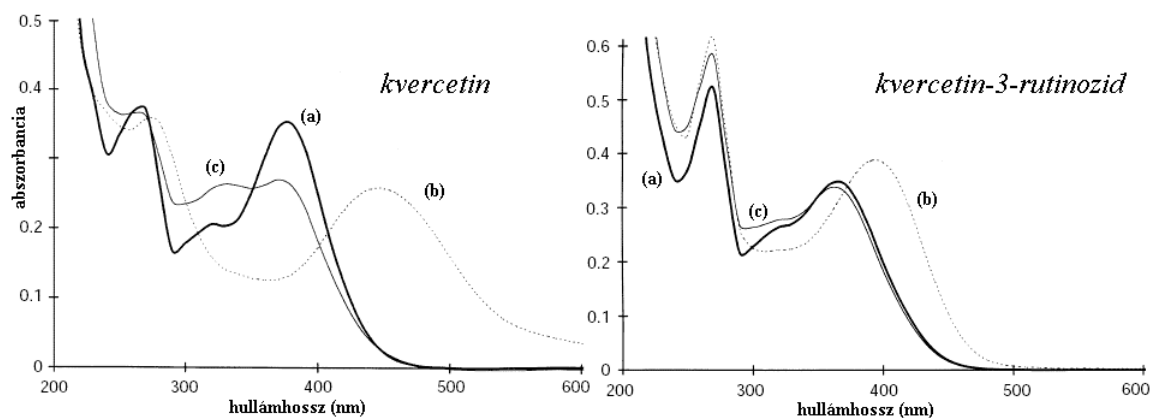 kvercetin
abszorbancia
0.5
0.4
0.3
0.2
0.1
0
200
300
400
500
600
hullámhossz (nm)
(a)
(b)
(c)
kvercetin-3-rutinozid
0.6
0.5
0.4
0.3
0.2
0.1
0
200
300
400
500
600
hullámhossz (nm)
(a)
(c)
(b)